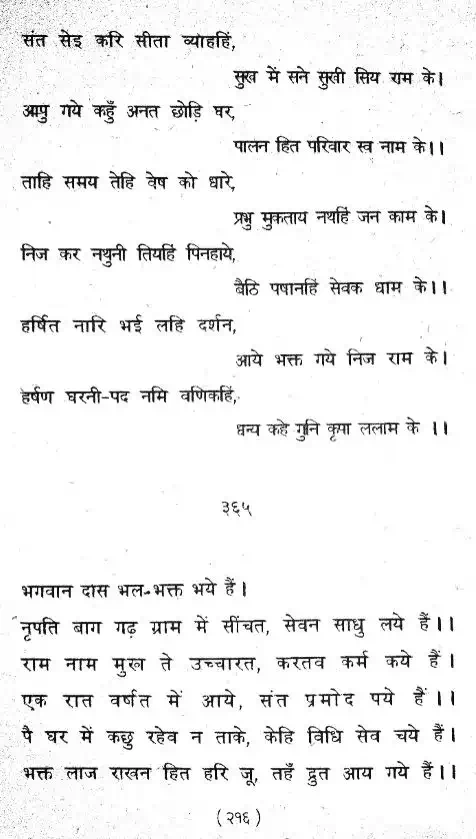 संत सेइ करि सीता व्याहहिं,
सुख में सने सुखी सिय राम के।
आपु गये कहुँ अनत छोड़ि घर,
पालन हित परिवार स्व नाम के।।
ताहि समय तेहि वेष को धारे,
प्रभु मुकताय नथहिं जन काम के।
निज कर नथुनी तियहिं पिनहाये,
बैठि पषानहिं सेवक धाम के।।
हर्षित नारि भई लहि दर्शन,
आये भक्त गये निज राम के।
हर्षण घरनी-पद नमि वणिकहिं,
धन्य कहे गुनि कृपा ललाम के ।।
३६५
भगवान दास भल-भक्त भये हैं।
नृपति बाग गढ़ ग्राम में सींचत, सेवन साधु लये हैं।।
राम नाम मुख ते उच्चारत, करतव कर्म कये हैं।
एक रात वर्षत में आये, संत प्रमोद पये हैं।।
पै घर में कछु रहेव न ताके, केहि विधि सेव चये हैं।
भक्त लाज राखन हित हरि जू, तहँ द्रुत आय गये हैं।।
(२१६)